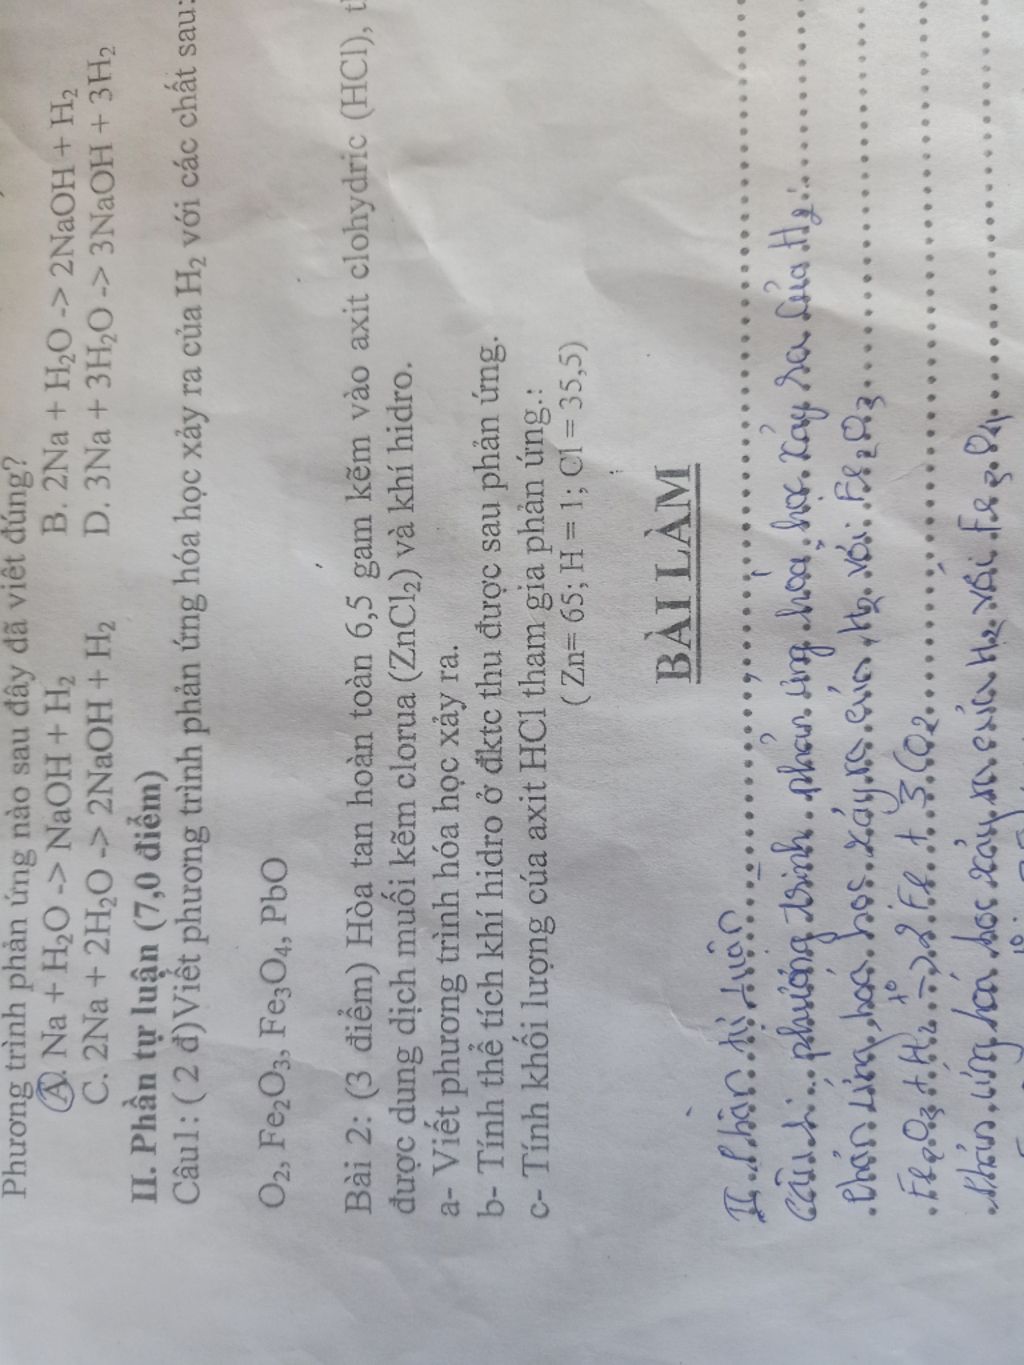 Phương trình phản ứng nào sau đây đã viết đúng?
A. Na + H₂O -> NaOH + H₂ B. 2Na + H₂O -> 2NaOH + H₂
C. 2Na + 2H₂O -> 2NaOH + H₂ D. 3Na + 3H₂O -> 3NaOH + 3H₂
II. Phần tự luận (7,0 điểm)
Câu1: ( 2 đ)Viết phương trình phản ứng hóa học xảy ra của H₂ với các chất sau:
O₂, Fe₂O₃, Fe₃O₄, PbO
Bài 2: (3 điểm) Hòa tan hoàn toàn 6,5 gam kẽm vào axit clohydric (HCl),
được dung dịch muối kẽm clorua (ZnCl₂) và khí hidro.
a- Viết phương trình hóa học xảy ra.
b- Tính thể tích khí hidro ở đktc thu được sau phản ứng.
c- Tính khối lượng của axit HCl tham gia phản ứng.:
( Zn= 65; H = 1; Cl = 35,5)
BÀI LÀM
II. Phần tự luận
Câu 1: phương trình phản ứng hóa học xảy ra của H₂:
Phản ứng hóa học xảy ra của H₂ với Fe₂O₃
Fe₂O₃ + H₂ t° -> 2Fe + 3CO₂
Phản ứng hóa học xảy ra của H₂ với Fe₃O₄